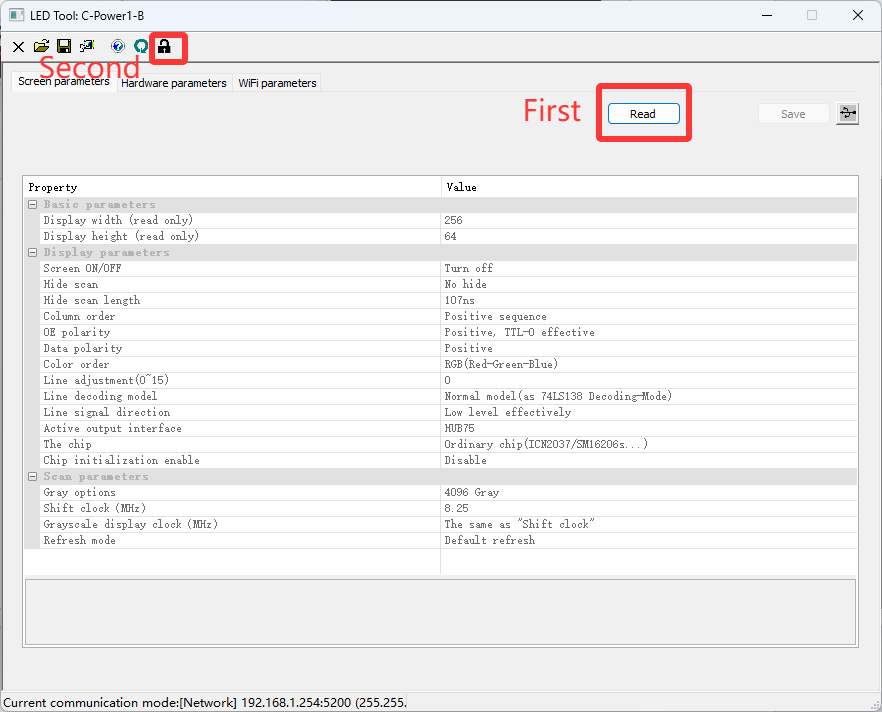 LED Tool: C-Power1-B
Second
Screen parameters Hardware parameters WiFi parameters
First Read Save
Property Value
Basic parameters
Display width (read only) 256
Display height (read only) 64
Display parameters
Screen ON/OFF Turn off
Hide scan No hide
Hide scan length 107ns
Column order Positive sequence
OE polarity Positive, TTL-0 effective
Data polarity Positive
Color order RGB(Red-Green-Blue)
Line adjustment(0~15) 0
Line decoding model Normal model(as 74LS138 Decoding-Mode)
Line signal direction Low level effectively
Active output interface HUB75
The chip Ordinary chip(ICN2037/SM16206s...)
Chip initialization enable Disable
Scan parameters
Gray options 4096 Gray
Shift clock (MHz) 8.25
Grayscale display clock (MHz) The same as "Shift clock"
Refresh mode Default refresh
Current communication mode:[Network] 192.168.1.254:5200 (255.255.